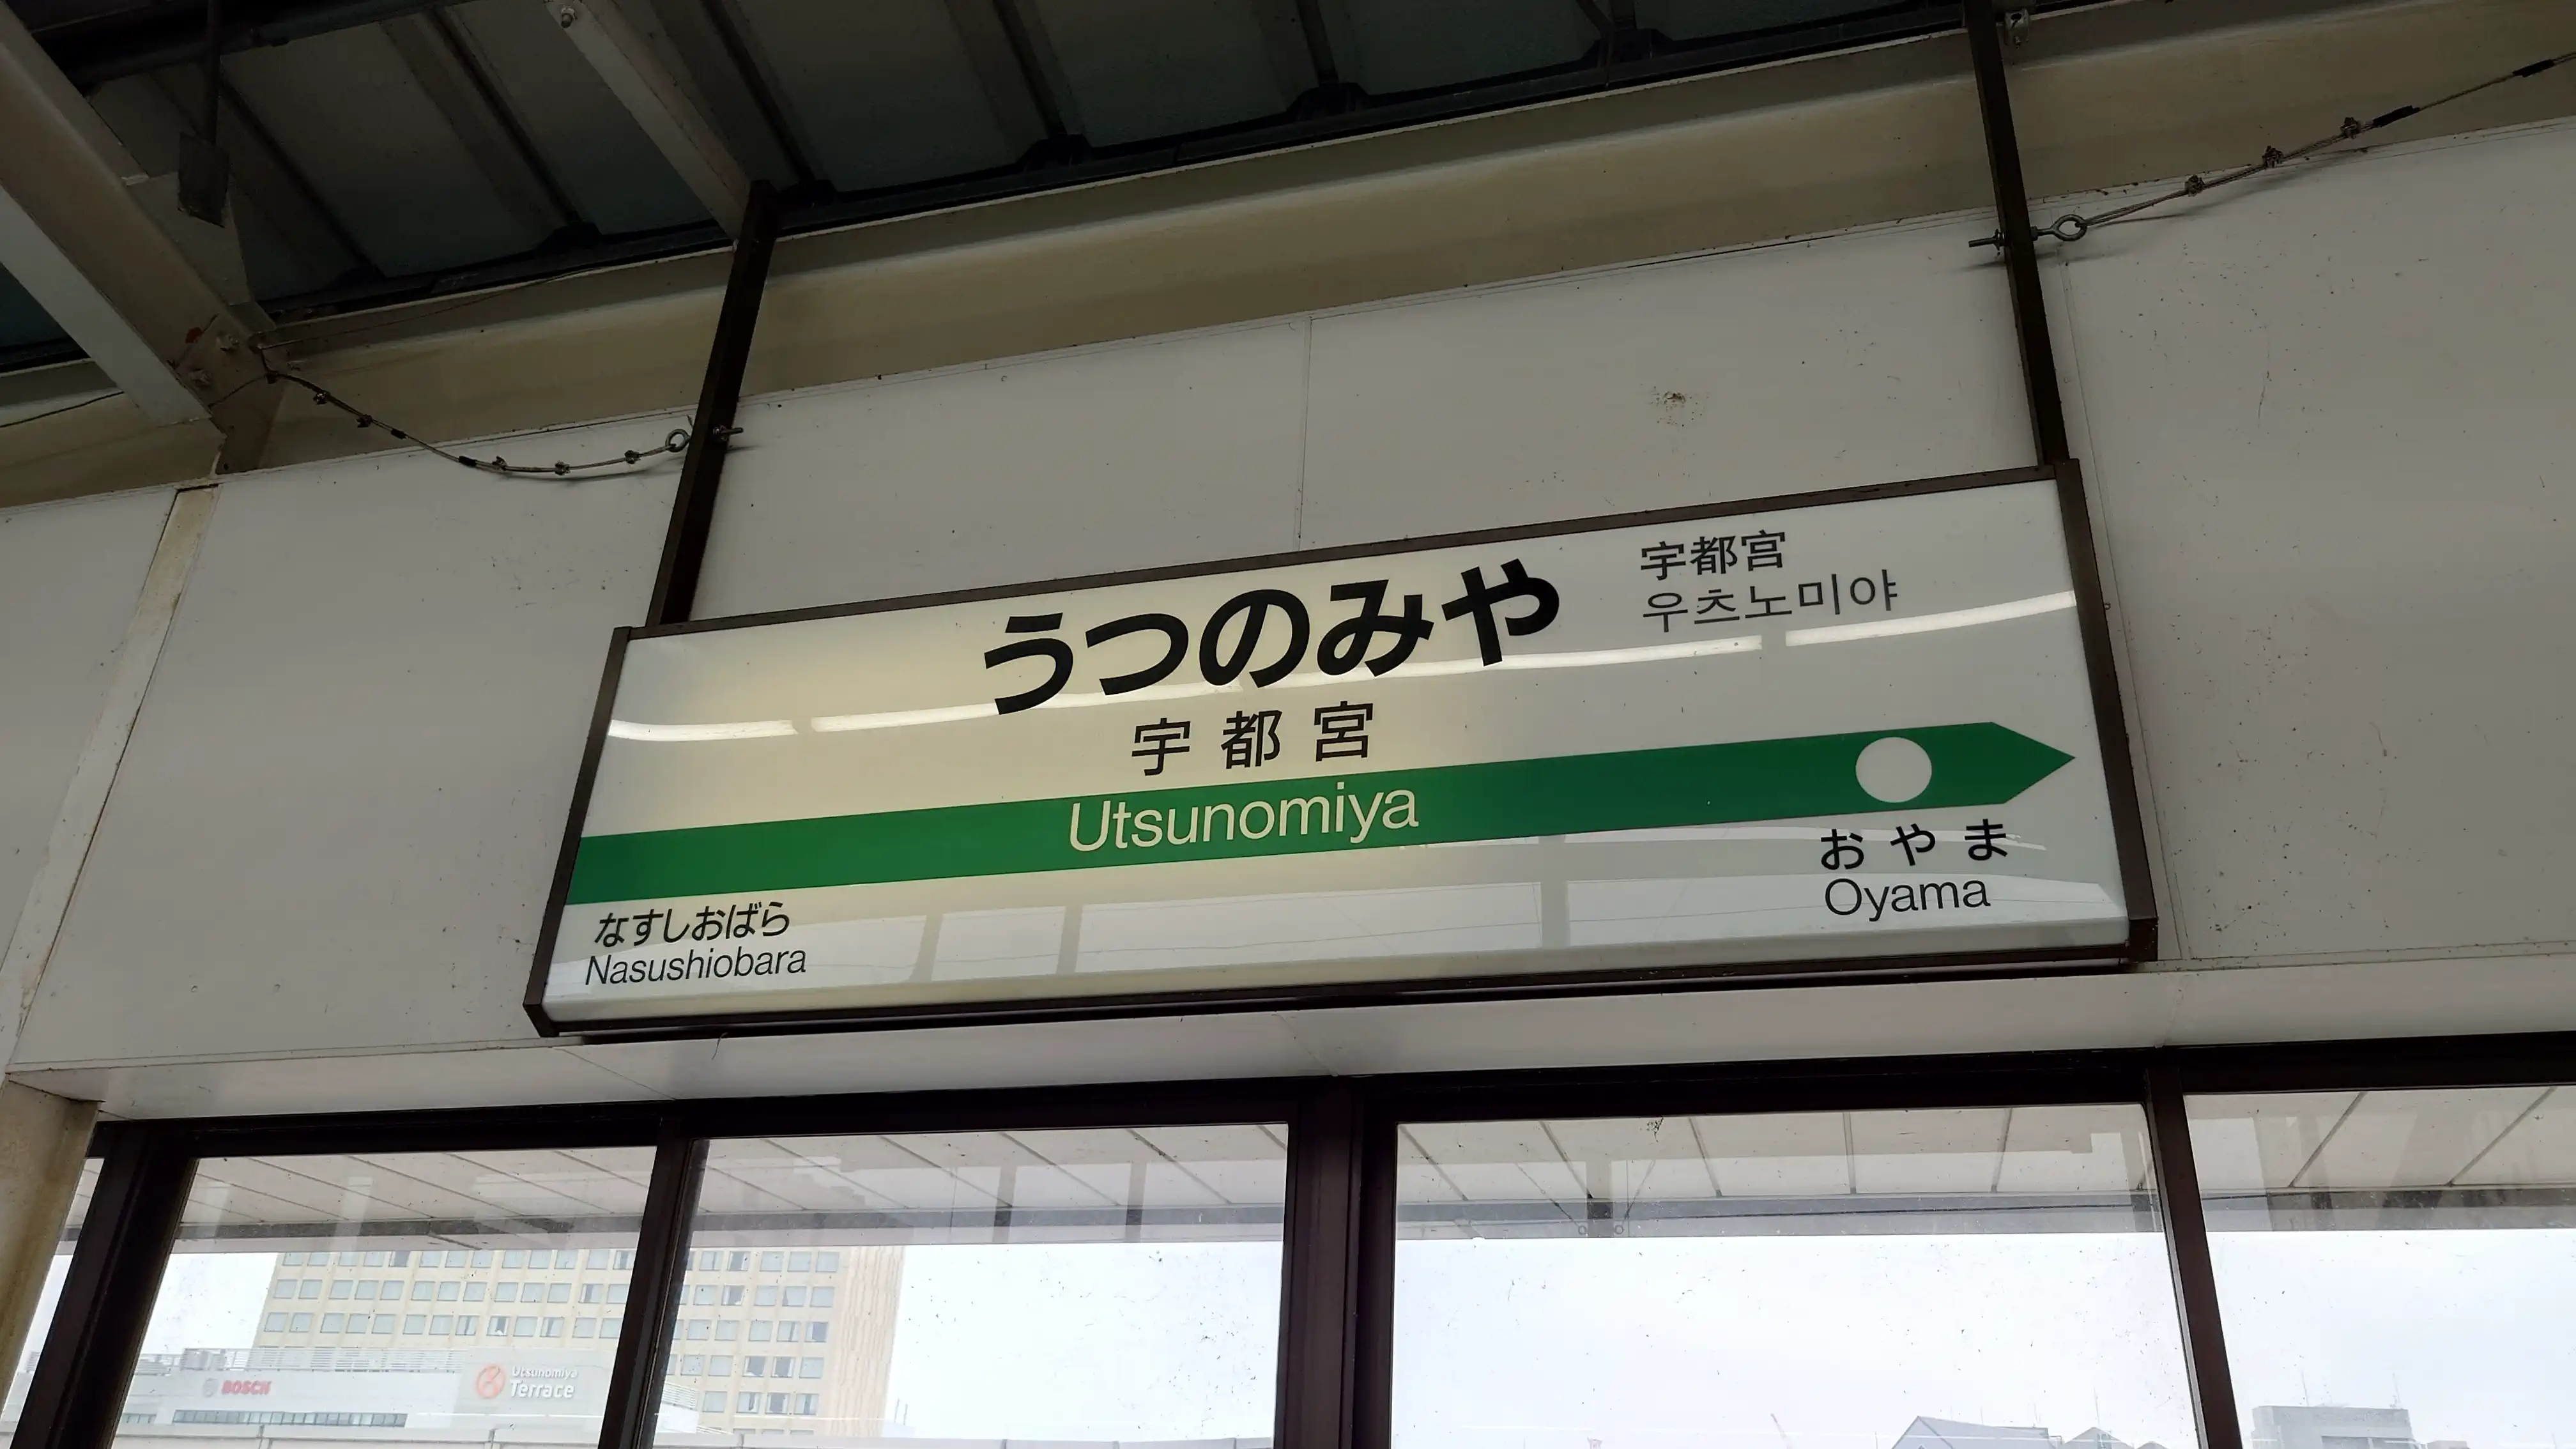 うつのみや
宇都宮
우츠노미야
宇都宮
Utsunomiya
おやま
Oyama
なすしおばら
Nasushiobara
BOSCH
Utsunomiya
Terrace